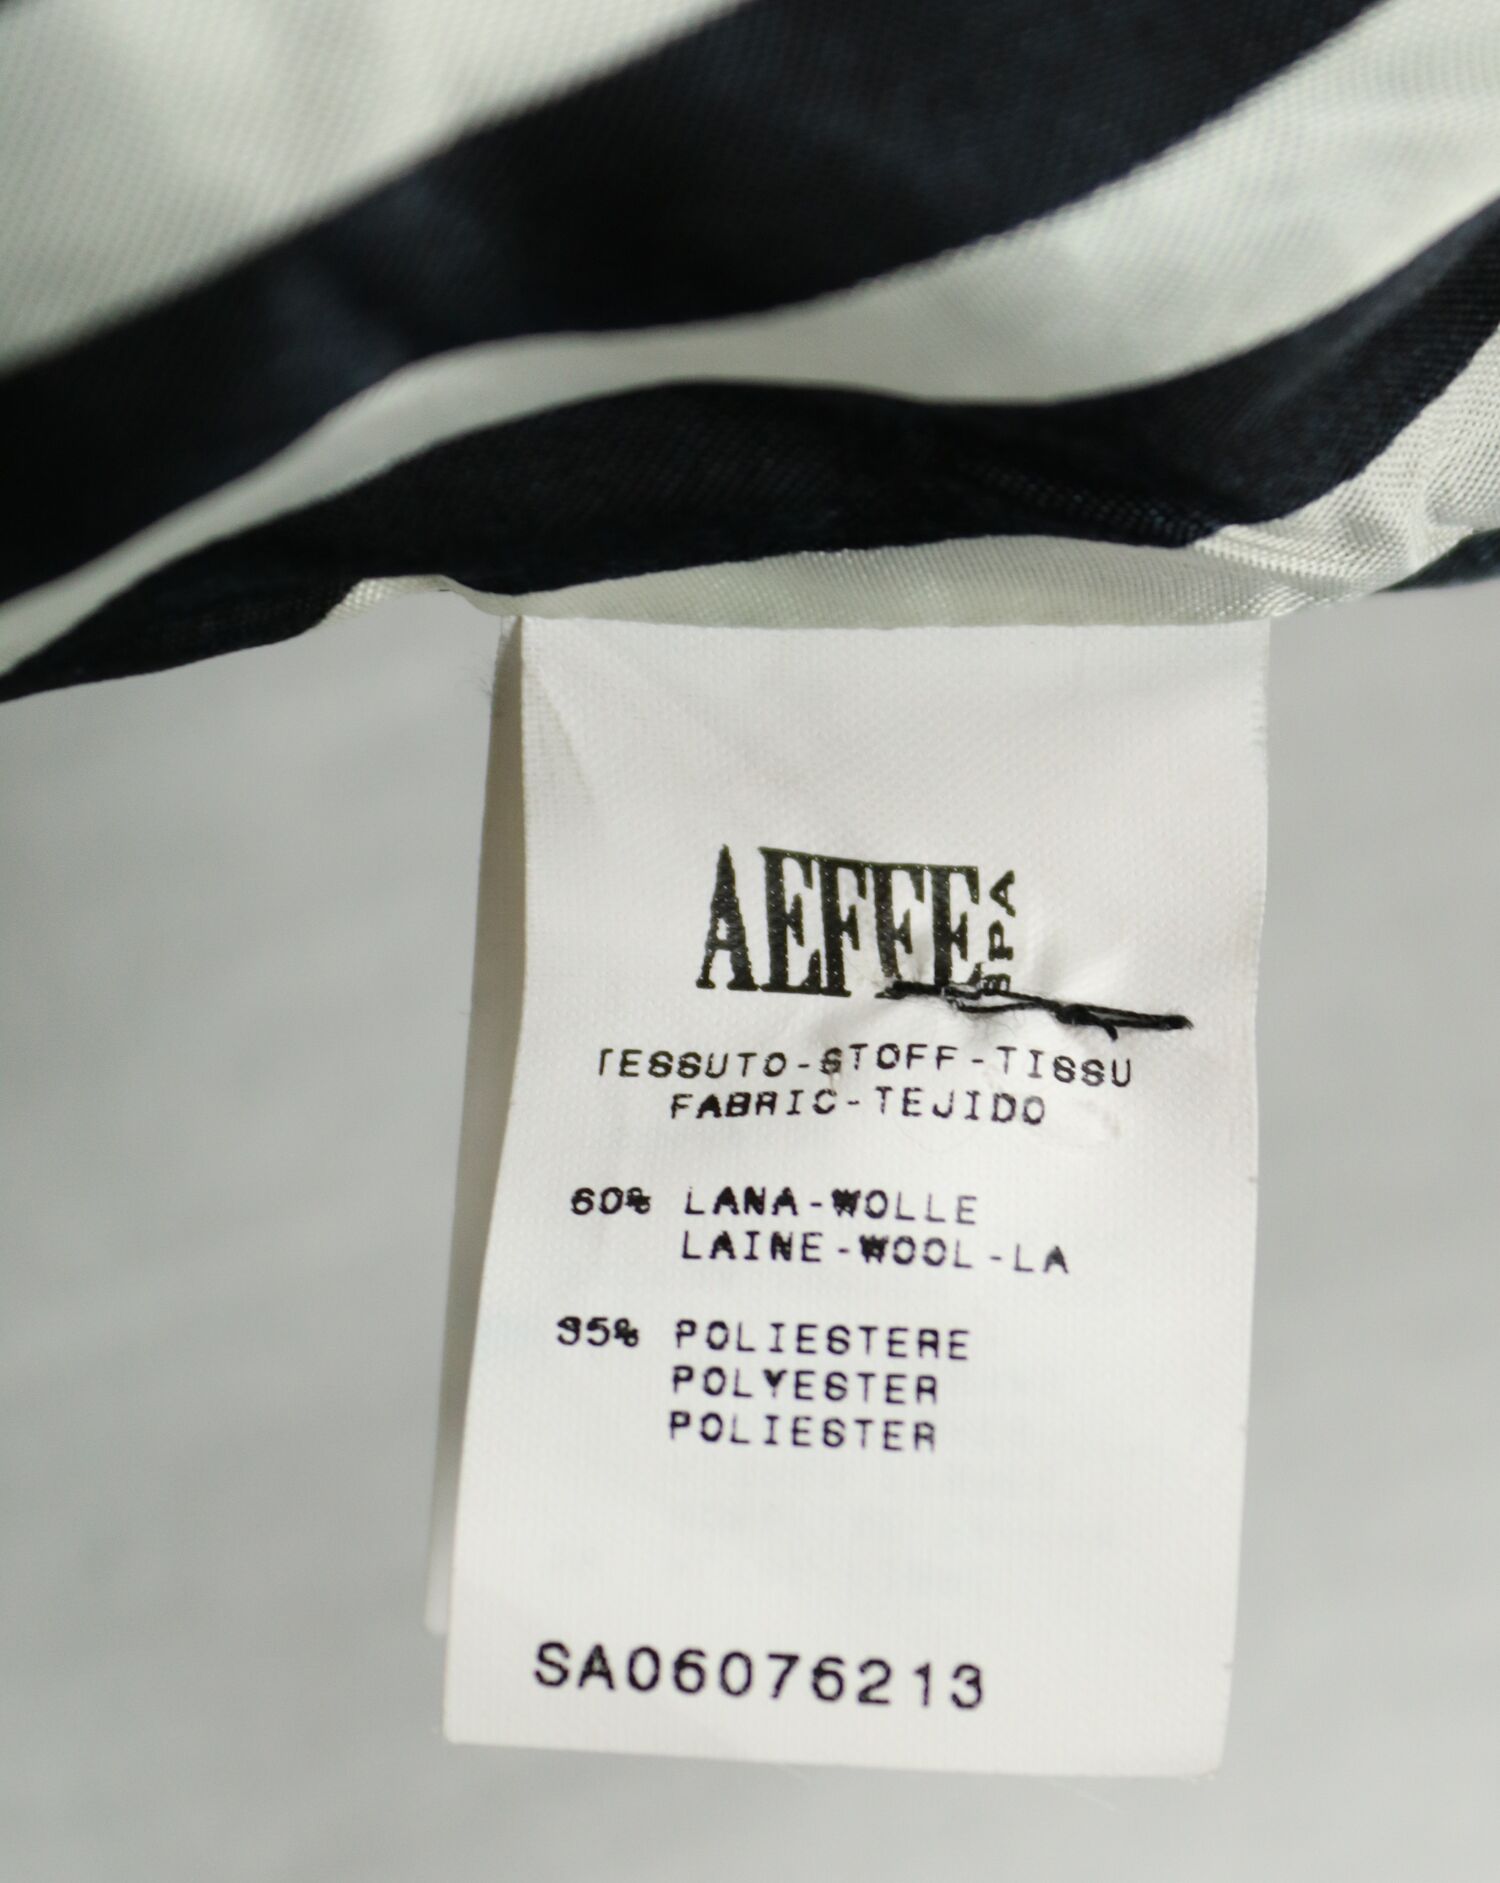 AEFFE SPA
TESSUTO-STOFF-TISSU
FABRIC-TEJIDO
60% LANA-WOLLE
LAINE-WOOL-LA
35% POLIESTERE
POLYESTER
POLIESTER
SA06076213